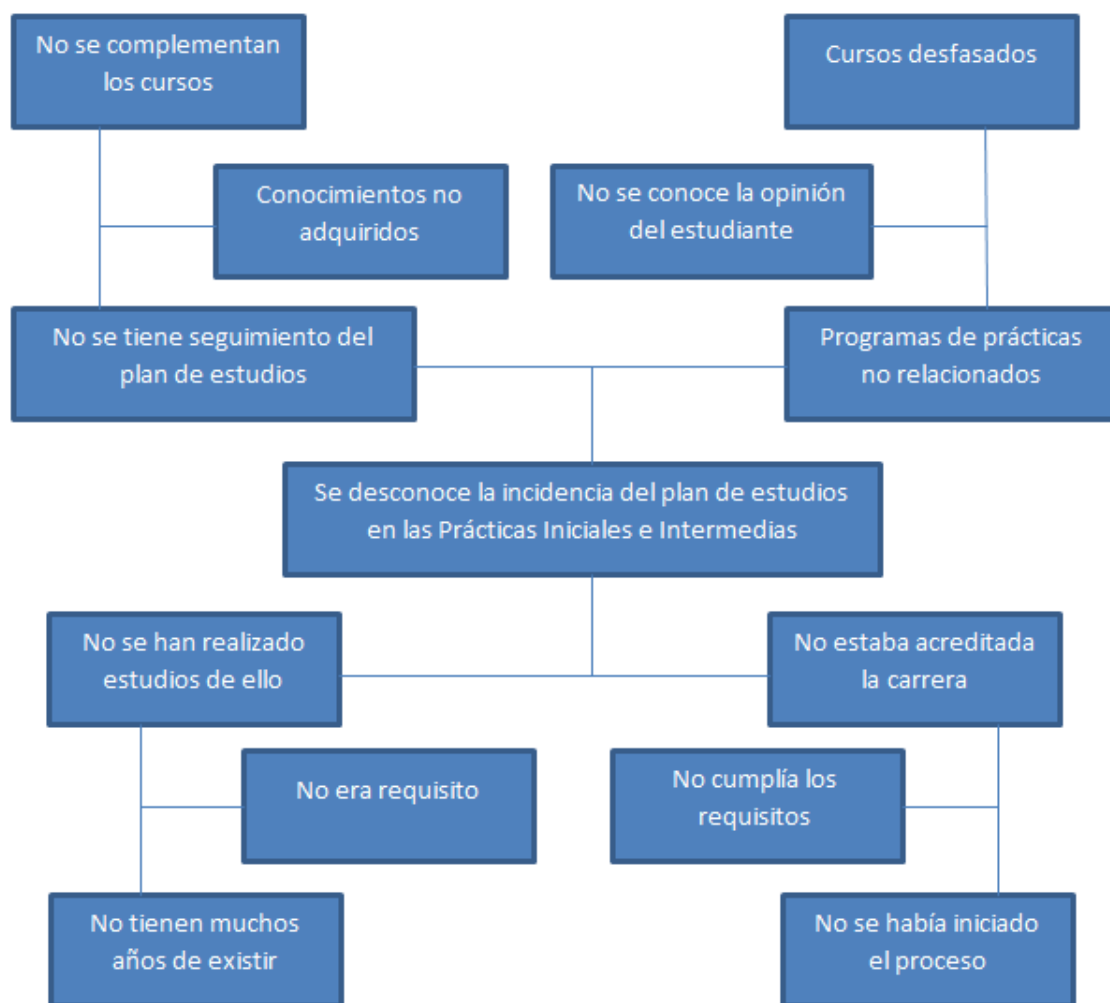 No se complementan
los cursos
Cursos desfasados
Conocimientos no
adquiridos
No se conoce la opinión
del estudiante
No se tiene seguimiento del
plan de estudios
Programas de prácticas
no relacionados
Se desconoce la incidencia del plan de estudios
en las Prácticas Iniciales e Intermedias
No se han realizado
estudios de ello
No estaba acreditada
la carrera
No era requisito
No cumplía los
requisitos
No tienen muchos
años de existir
No se había iniciado
el proceso